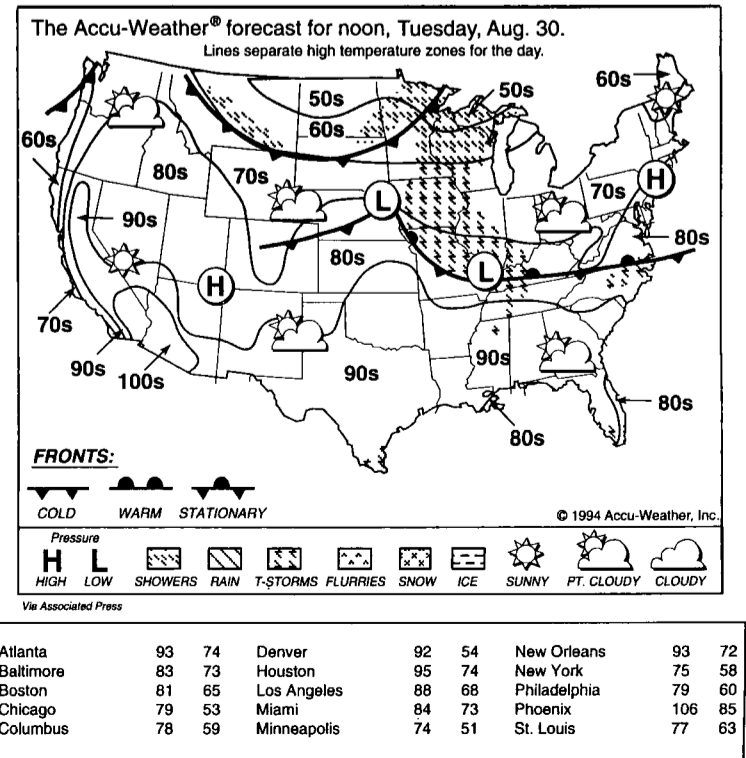 The Accu-Weather® forecast for noon, Tuesday, Aug. 30.
Lines separate high temperature zones for the day.
50s
50s
60s
60s
60s
80s
70s
70s
H
L
90s
80s
80s
H
L
70s
90s
100s
90s
90s
80s
80s
FRONTS:
COLD
WARM
STATIONARY
© 1994 Accu-Weather, Inc.
Pressure
H
L
HIGH LOW SHOWERS RAIN T-STORMS FLURRIES SNOW ICE SUNNY PT. CLOUDY CLOUDY
Via Associated Press
Atlanta 93 74 Denver 92 54 New Orleans 93 72
Baltimore 83 73 Houston 95 74 New York 75 58
Boston 81 65 Los Angeles 88 68 Philadelphia 79 60
Chicago 79 53 Miami 84 73 Phoenix 106 85
Columbus 78 59 Minneapolis 74 51 St. Louis 77 63